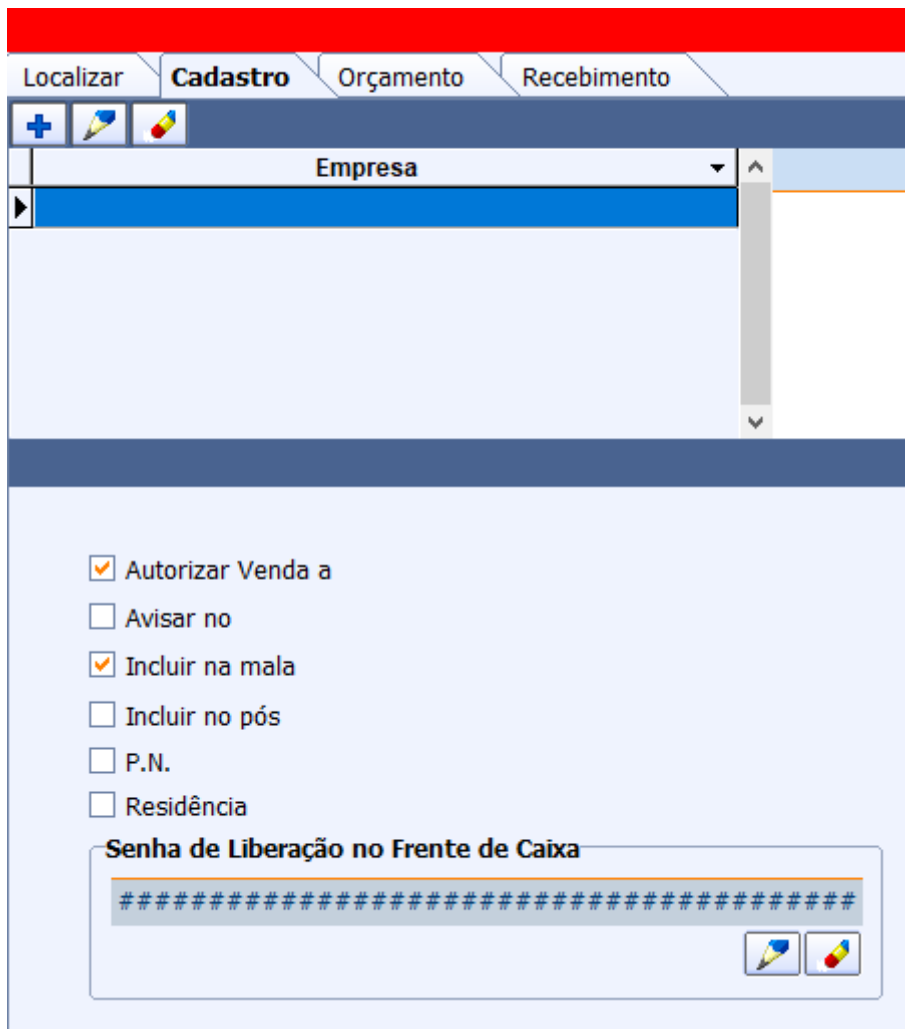 Localizar Cadastro Orçamento Recebimento
Empresa
Autorizar Venda a
Avisar no
Incluir na mala
Incluir no pós
P.N.
Residência
Senha de Liberação no Frente de Caixa
#########################################